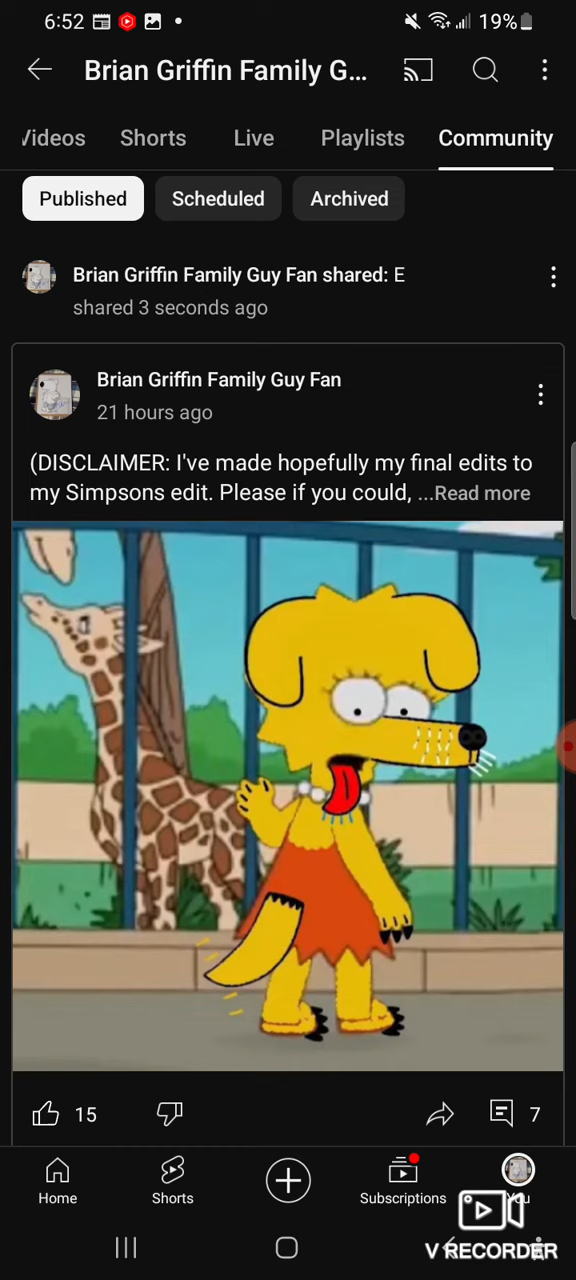 6:52
19%
Brian Griffin Family G...
Videos Shorts Live Playlists Community
Published Scheduled Archived
Brian Griffin Family Guy Fan shared: E
shared 3 seconds ago
Brian Griffin Family Guy Fan
21 hours ago
(DISCLAIMER: I've made hopefully my final edits to
my Simpsons edit. Please if you could, ...Read more
15
7
Home Shorts Subscriptions You
V RECORDER